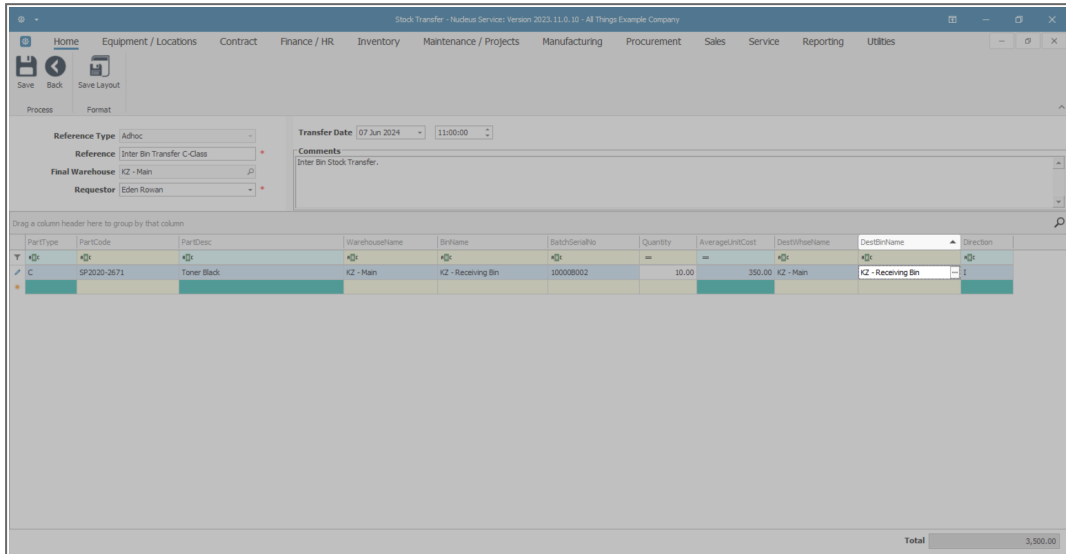 Stock Transfer - Nucleus Service: Version 2023.11.0.10 - All Things Example Company
Home Equipment / Locations Contract Finance / HR Inventory Maintenance / Projects Manufacturing Procurement Sales Service Reporting Utilities
Save Back Save Layout
Process Format
Reference Type Adhoc
Reference Inter Bin Transfer C-Class *
Final Warehouse KZ - Main
Requestor Eden Rowan *
Transfer Date 07 Jun 2024 11:00:00
Comments
Inter Bin Stock Transfer.
Drag a column header here to group by that column
PartType PartCode PartDesc WarehouseName BinName BatchSerialNo Quantity AverageUnitCost DestWhseName DestBinName Direction
= =
C SP2020-2671 Toner Black KZ - Main KZ - Receiving Bin 10000B002 10.00 350.00 KZ - Main KZ - Receiving Bin ... I
Total 3,500.00